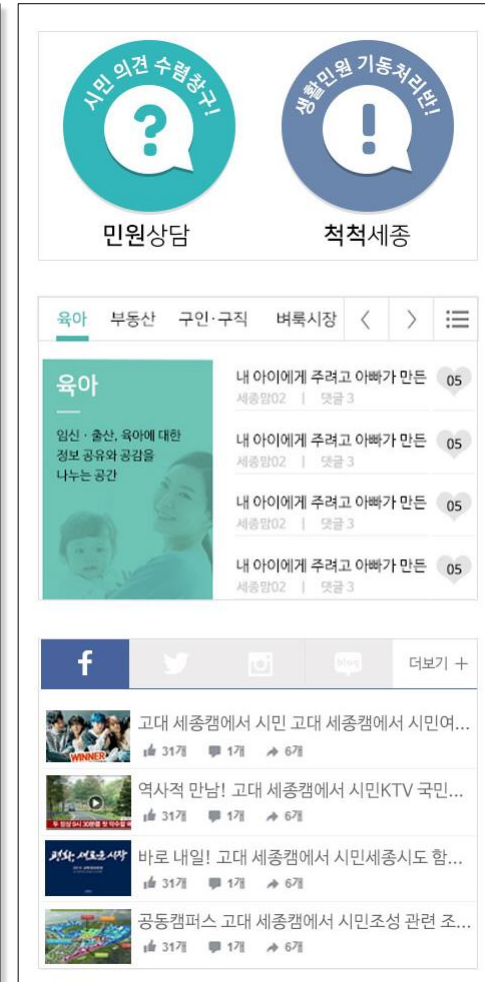 시민 의견 수렴창구!
?
민원상담
생활민원 기동처리반!
!
척척세종
육아 부동산 구인·구직 벼룩시장 < >
육아
임신 · 출산, 육아에 대한
정보 공유와 공감을
나누는 공간
내 아이에게 주려고 아빠가 만든 05
세종맘02 | 댓글 3
내 아이에게 주려고 아빠가 만든 05
세종맘02 | 댓글 3
내 아이에게 주려고 아빠가 만든 05
세종맘02 | 댓글 3
내 아이에게 주려고 아빠가 만든 05
세종맘02 | 댓글 3
f blog 더보기 +
WINNER
고대 세종캠에서 시민 고대 세종캠에서 시민여...
31개 1개 6개
역사적 만남! 고대 세종캠에서 시민KTV 국민...
31개 1개 6개
평화, 새로운 시작
바로 내일! 고대 세종캠에서 시민세종시도 함...
31개 1개 6개
공동캠퍼스 고대 세종캠에서 시민조성 관련 조...
31개 1개 6개